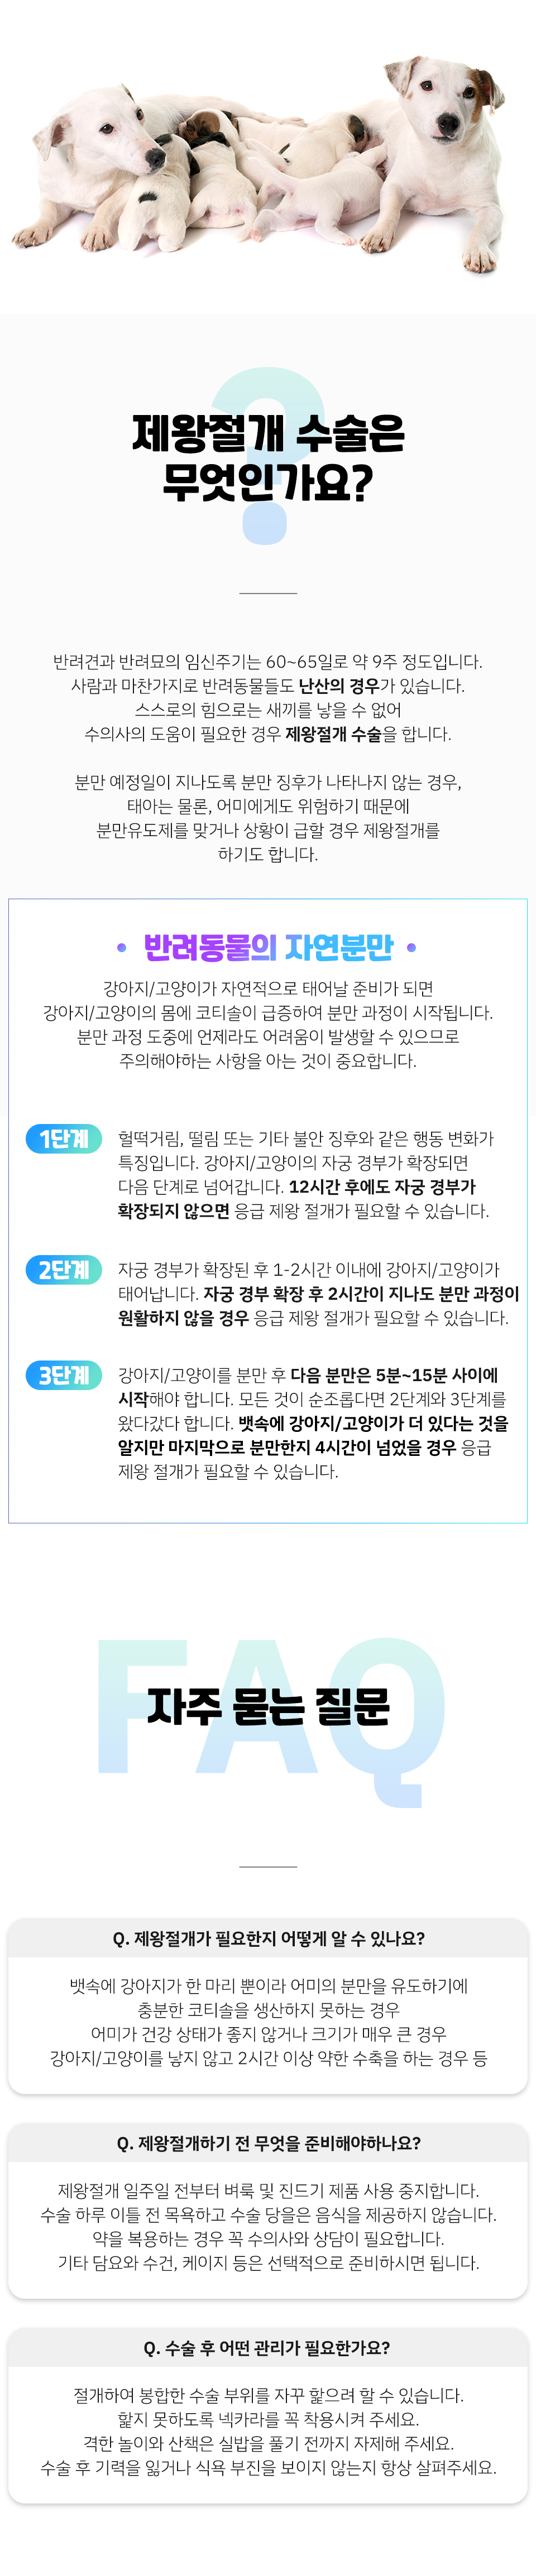 ?
제왕절개 수술은
무엇인가요?
반려견과 반려묘의 임신주기는 60~65일로 약 9주 정도입니다.
사람과 마찬가지로 반려동물들도 난산의 경우가 있습니다.
스스로의 힘으로는 새끼를 낳을 수 없어
수의사의 도움이 필요한 경우 제왕절개 수술을 합니다.
분만 예정일이 지나도록 분만 징후가 나타나지 않는 경우,
태아는 물론, 어미에게도 위험하기 때문에
분만유도제를 맞거나 상황이 급할 경우 제왕절개를
하기도 합니다.
• 반려동물의 자연분만 •
강아지/고양이가 자연적으로 태어날 준비가 되면
강아지/고양이의 몸에 코티솔이 급증하여 분만 과정이 시작됩니다.
분만 과정 도중에 언제라도 어려움이 발생할 수 있으므로
주의해야하는 사항을 아는 것이 중요합니다.
1단계
헐떡거림, 떨림 또는 기타 불안 징후와 같은 행동 변화가
특징입니다. 강아지/고양이의 자궁 경부가 확장되면
다음 단계로 넘어갑니다. 12시간 후에도 자궁 경부가
확장되지 않으면 응급 제왕 절개가 필요할 수 있습니다.
2단계
자궁 경부가 확장된 후 1-2시간 이내에 강아지/고양이가
태어납니다. 자궁 경부 확장 후 2시간이 지나도 분만 과정이
원활하지 않을 경우 응급 제왕 절개가 필요할 수 있습니다.
3단계
강아지/고양이를 분만 후 다음 분만은 5분~15분 사이에
시작해야 합니다. 모든 것이 순조롭다면 2단계와 3단계를
왔다갔다 합니다. 뱃속에 강아지/고양이가 더 있다는 것을
알지만 마지막으로 분만한지 4시간이 넘었을 경우 응급
제왕 절개가 필요할 수 있습니다.
FAQ
자주 묻는 질문
Q. 제왕절개가 필요한지 어떻게 알 수 있나요?
뱃속에 강아지가 한 마리 뿐이라 어미의 분만을 유도하기에
충분한 코티솔을 생산하지 못하는 경우
어미가 건강 상태가 좋지 않거나 크기가 매우 큰 경우
강아지/고양이를 낳지 않고 2시간 이상 약한 수축을 하는 경우 등
Q. 제왕절개하기 전 무엇을 준비해야하나요?
제왕절개 일주일 전부터 벼룩 및 진드기 제품 사용 중지합니다.
수술 하루 이틀 전 목욕하고 수술 당을은 음식을 제공하지 않습니다.
약을 복용하는 경우 꼭 수의사와 상담이 필요합니다.
기타 담요와 수건, 케이지 등은 선택적으로 준비하시면 됩니다.
Q. 수술 후 어떤 관리가 필요한가요?
절개하여 봉합한 수술 부위를 자꾸 핥으려 할 수 있습니다.
핥지 못하도록 넥카라를 꼭 착용시켜 주세요.
격한 놀이와 산책은 실밥을 풀기 전까지 자제해 주세요.
수술 후 기력을 잃거나 식욕 부진을 보이지 않는지 항상 살펴주세요.